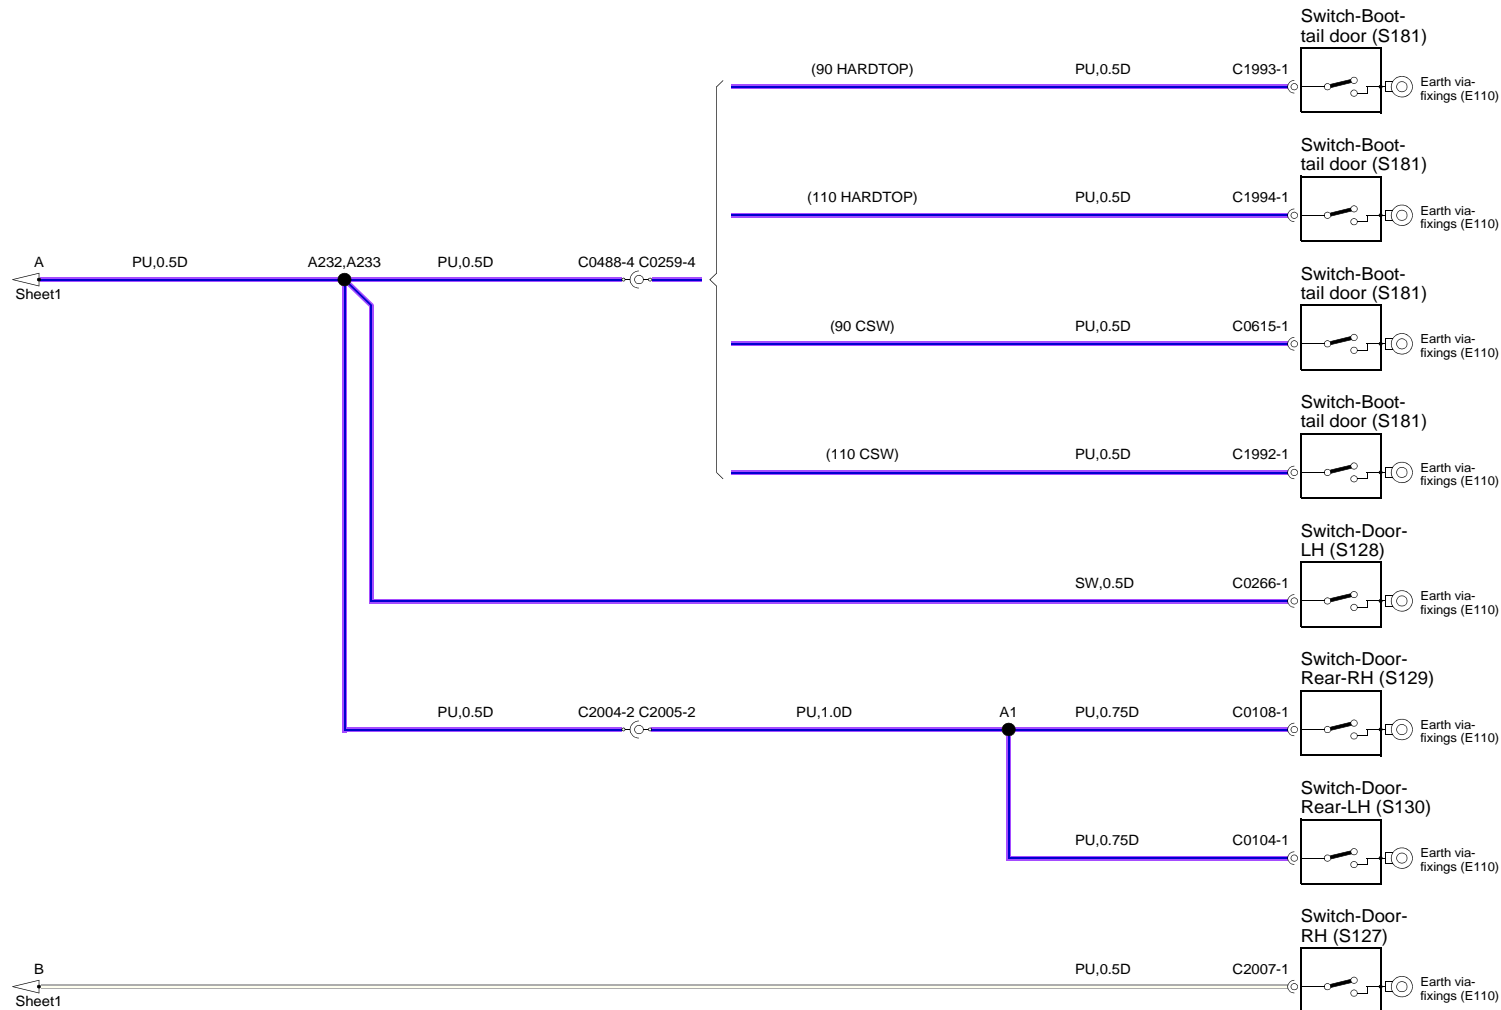 Switch-Boot-
tail door (S181)
(90 HARDTOP)
PU,0.5D
C1993-1
Earth via-
fixings (E110)
Switch-Boot-
tail door (S181)
(110 HARDTOP)
PU,0.5D
C1994-1
Earth via-
fixings (E110)
A
PU,0.5D
A232,A233
PU,0.5D
C0488-4 C0259-4
Sheet1
Switch-Boot-
tail door (S181)
(90 CSW)
PU,0.5D
C0615-1
Earth via-
fixings (E110)
Switch-Boot-
tail door (S181)
(110 CSW)
PU,0.5D
C1992-1
Earth via-
fixings (E110)
Switch-Door-
LH (S128)
SW,0.5D
C0266-1
Earth via-
fixings (E110)
Switch-Door-
Rear-RH (S129)
PU,0.5D
C2004-2 C2005-2
PU,1.0D
A1
PU,0.75D
C0108-1
Earth via-
fixings (E110)
Switch-Door-
Rear-LH (S130)
PU,0.75D
C0104-1
Earth via-
fixings (E110)
Switch-Door-
RH (S127)
B
PU,0.5D
C2007-1
Sheet1
Earth via-
fixings (E110)